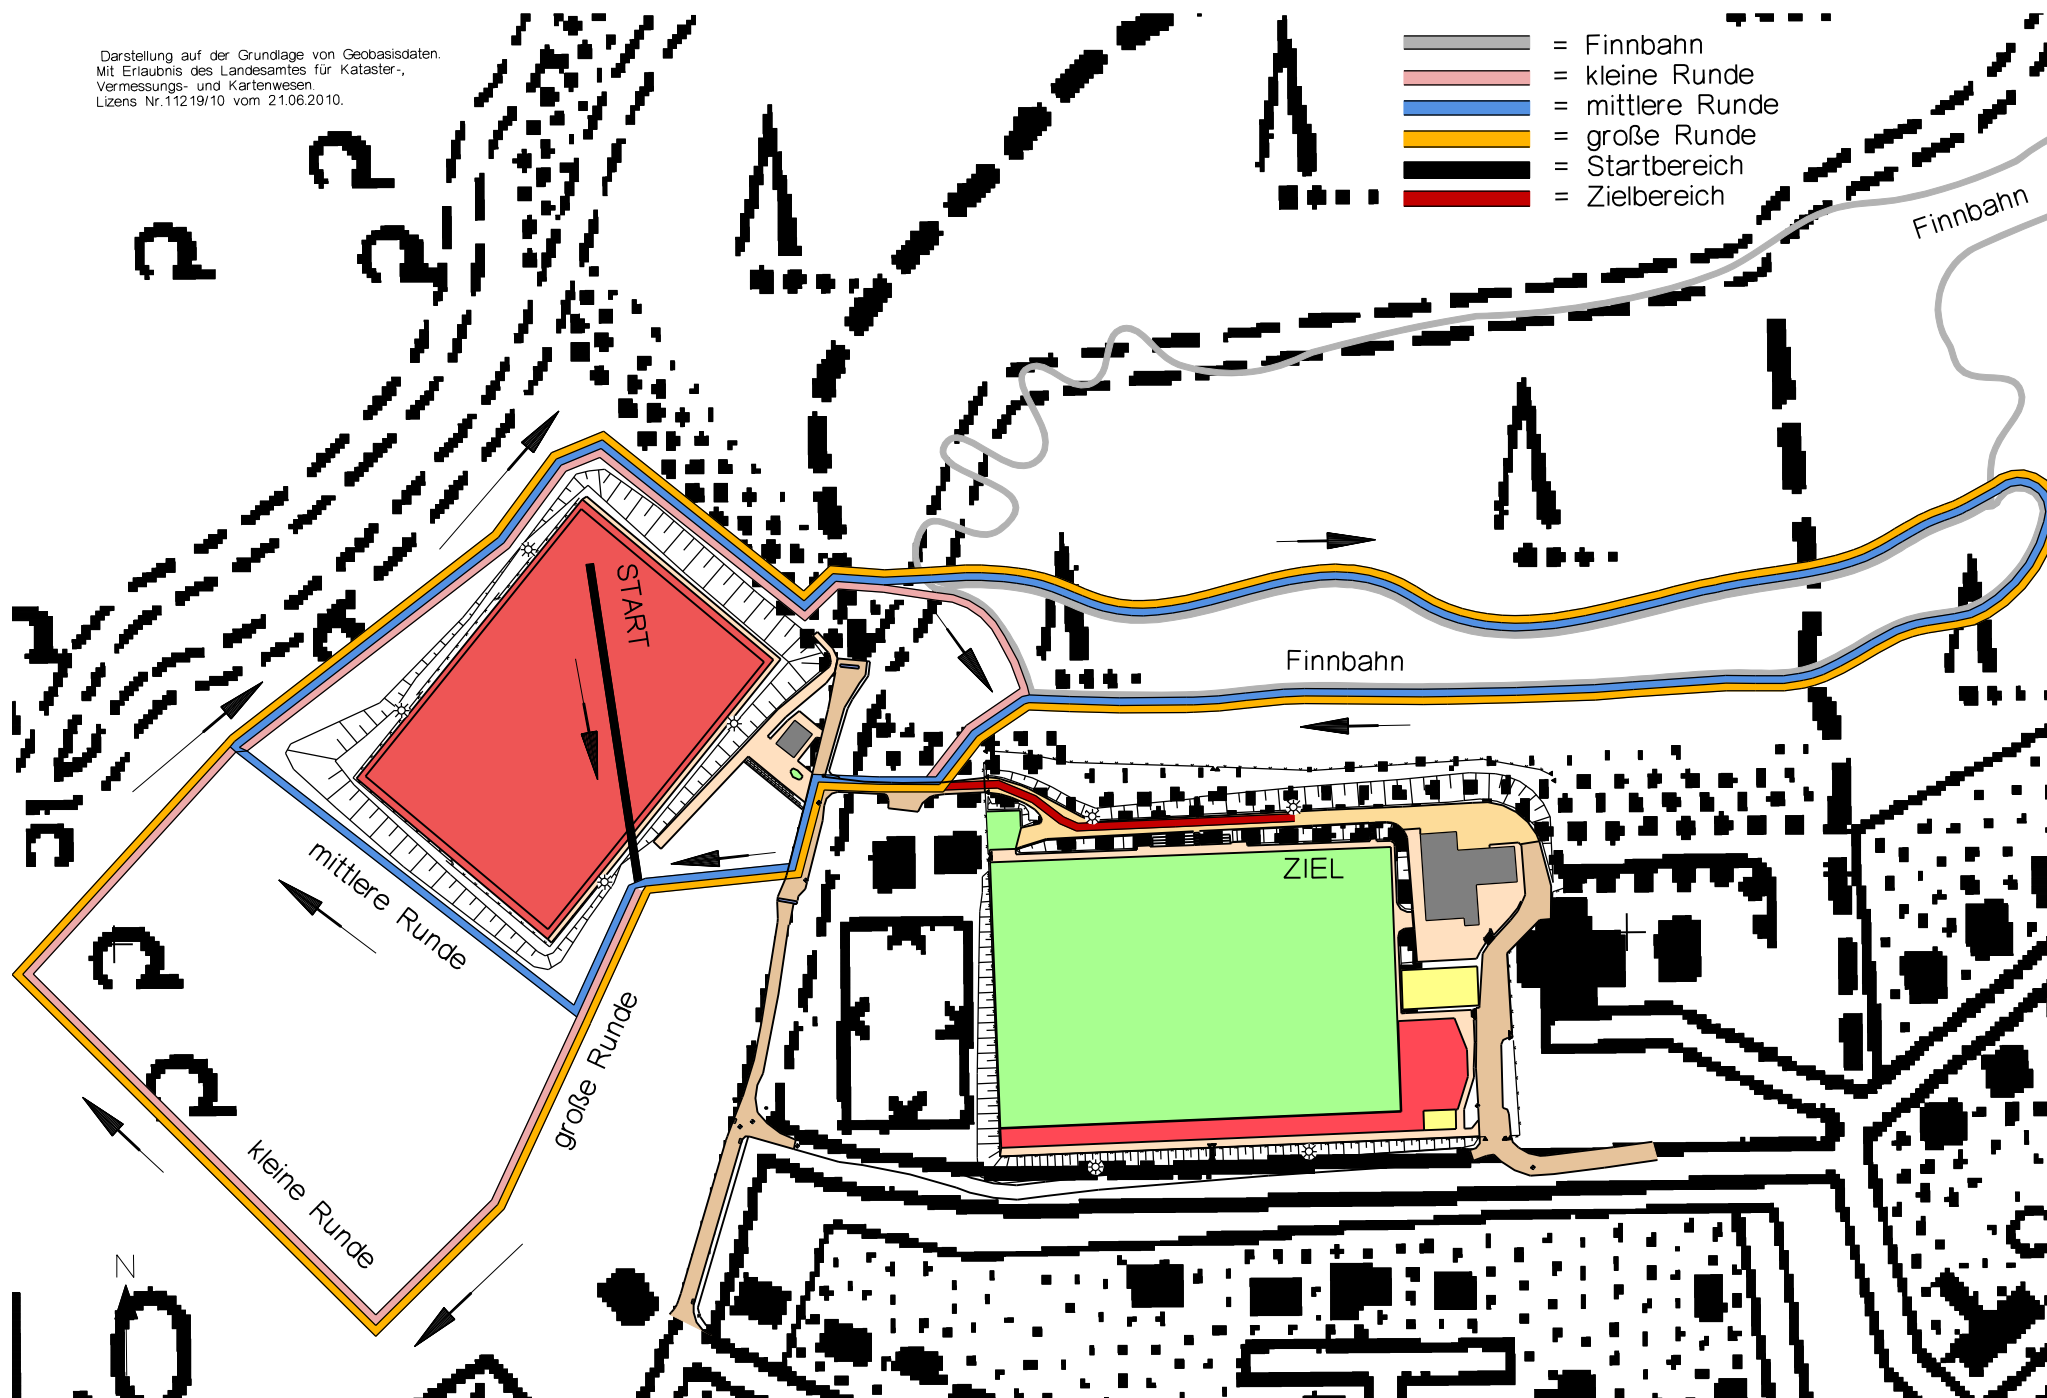 Darstellung auf der Grundlage von Geobasisdaten.
Mit Erlaubnis des Landesamtes für Kataster-,
Vermessungs- und Kartenwesen.
Lizens Nr.11219/10 vom 21.06.2010.
= Finnbahn
= kleine Runde
= mittlere Runde
= große Runde
= Startbereich
= Zielbereich
Finnbahn
START
Finnbahn
mittlere Runde
ZIEL
große Runde
kleine Runde
N